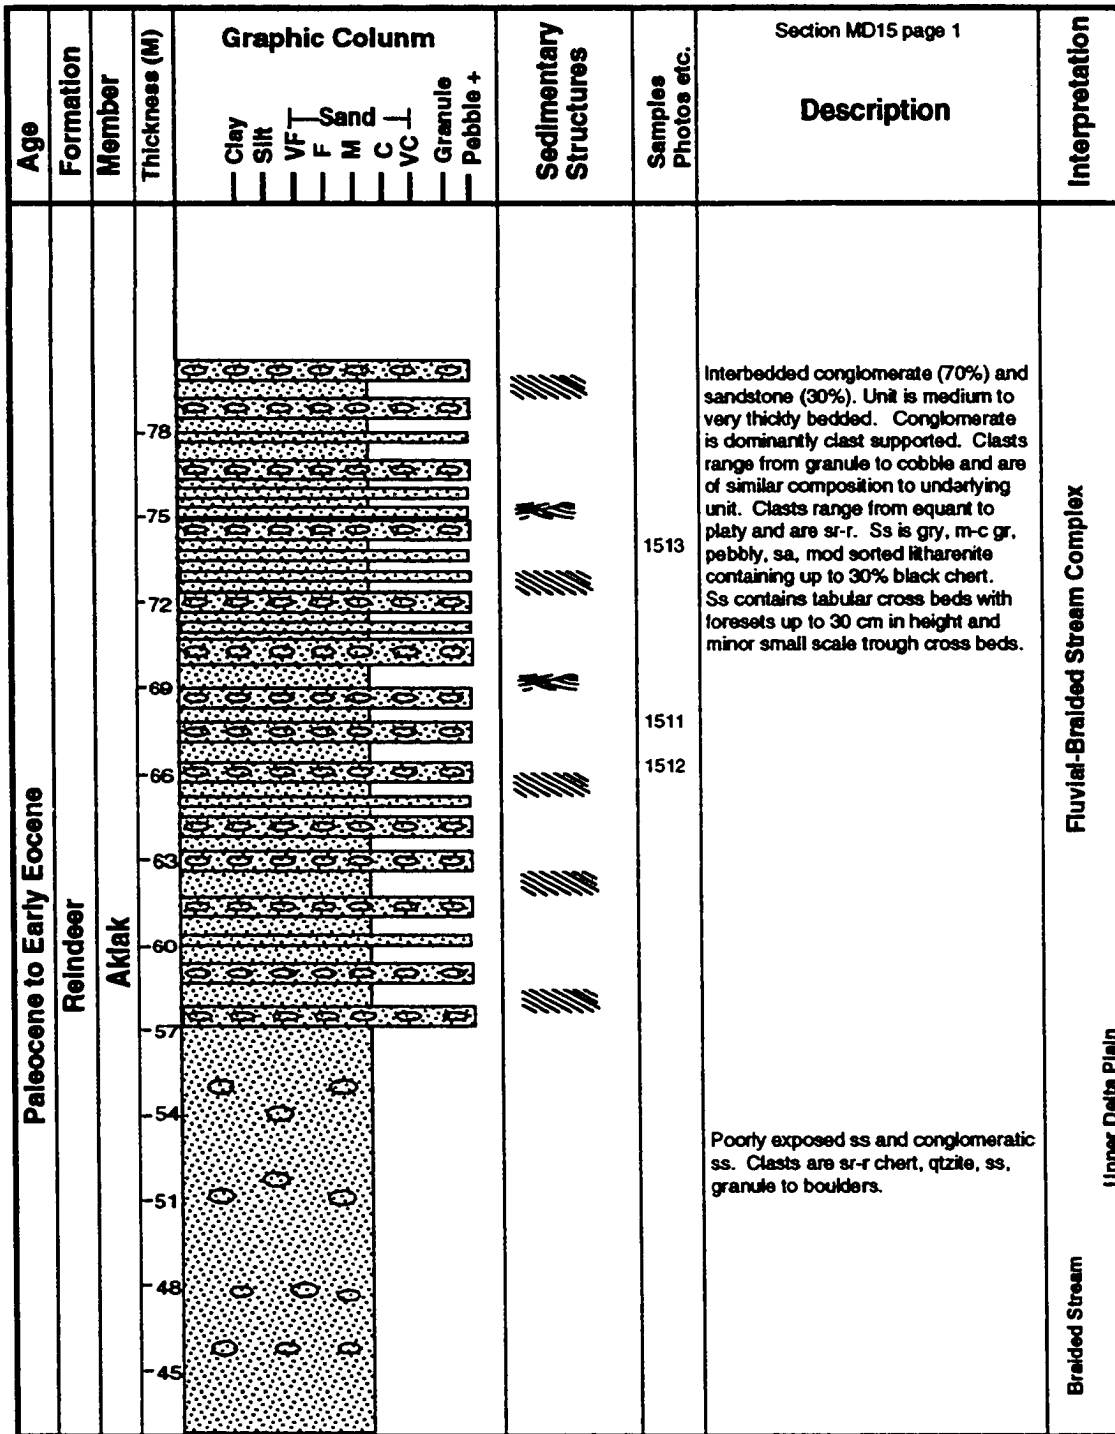 Section MD15 page 1
Age
Formation
Member
Thickness (M)
Graphic Colunm
Sand
Clay
Silt
VF
F
M
C
VC
Granule
Pebble +
Sedimentary
Structures
Samples
Photos etc.
Description
Interpretation
Paleocene to Early Eocene
Reindeer
Aklak
78
75
72
69
66
63
60
57
54
51
48
45
1513
1511
1512
Interbedded conglomerate (70%) and
sandstone (30%). Unit is medium to
very thickly bedded. Conglomerate
is dominantly clast supported. Clasts
range from granule to cobble and are
of similar composition to underlying
unit. Clasts range from equant to
platy and are sr-r. Ss is gry, m-c gr,
pebbly, sa, mod sorted litharenite
containing up to 30% black chert.
Ss contains tabular cross beds with
foresets up to 30 cm in height and
minor small scale trough cross beds.
Poorly exposed ss and conglomeratic
ss. Clasts are sr-r chert, qtzite, ss,
granule to boulders.
Fluvial-Braided Stream Complex
Upper Delta Plain
Braided Stream